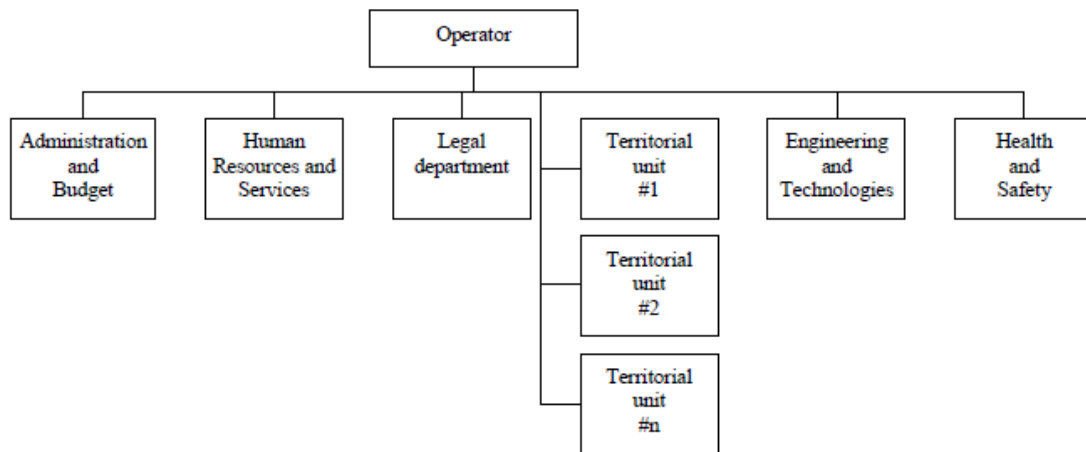 Operator
Administration
and
Budget
Human
Resources and
Services
Legal
department
Territorial
unit
#1
Engineering
and
Technologies
Health
and
Safety
Territorial
unit
#2
Territorial
unit
#n